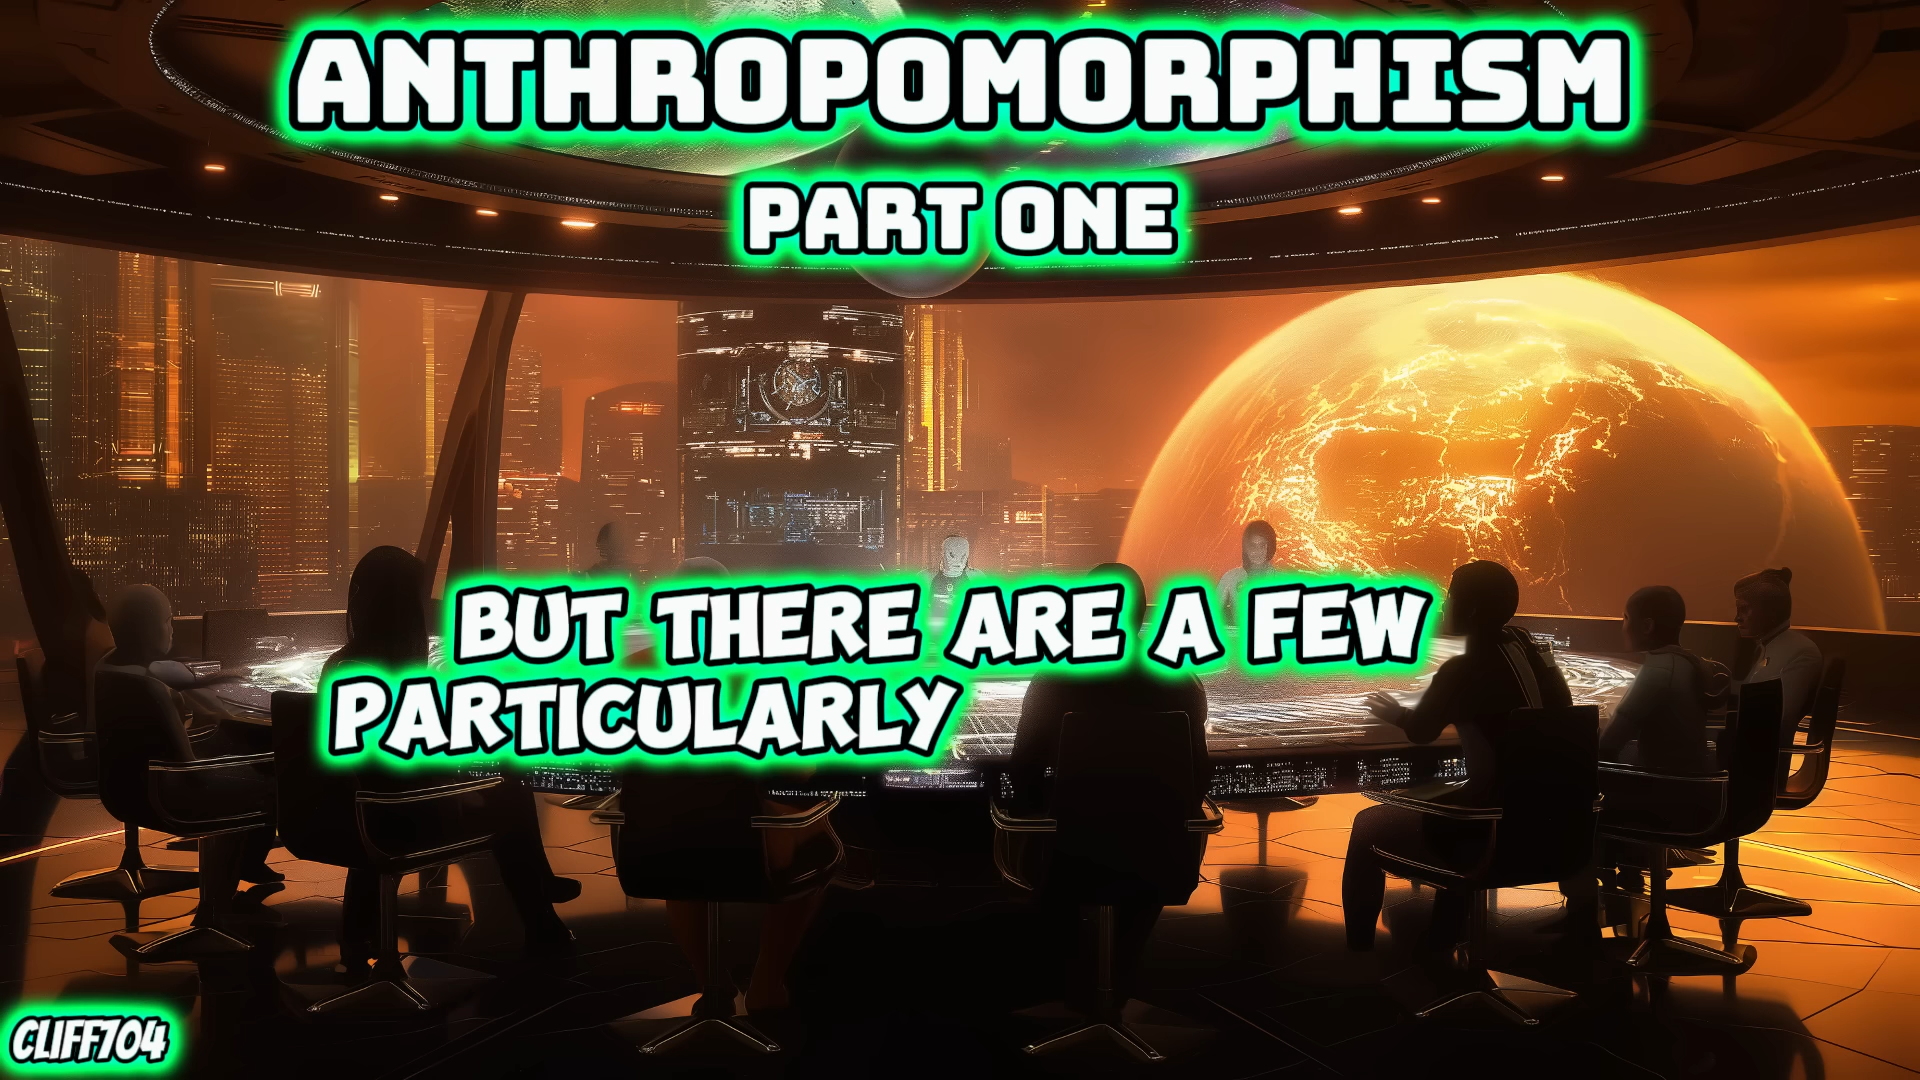 ANTHROPOMORPHISM
PART ONE
BUT THERE ARE A FEW
PARTICULARLY
CLIFF704